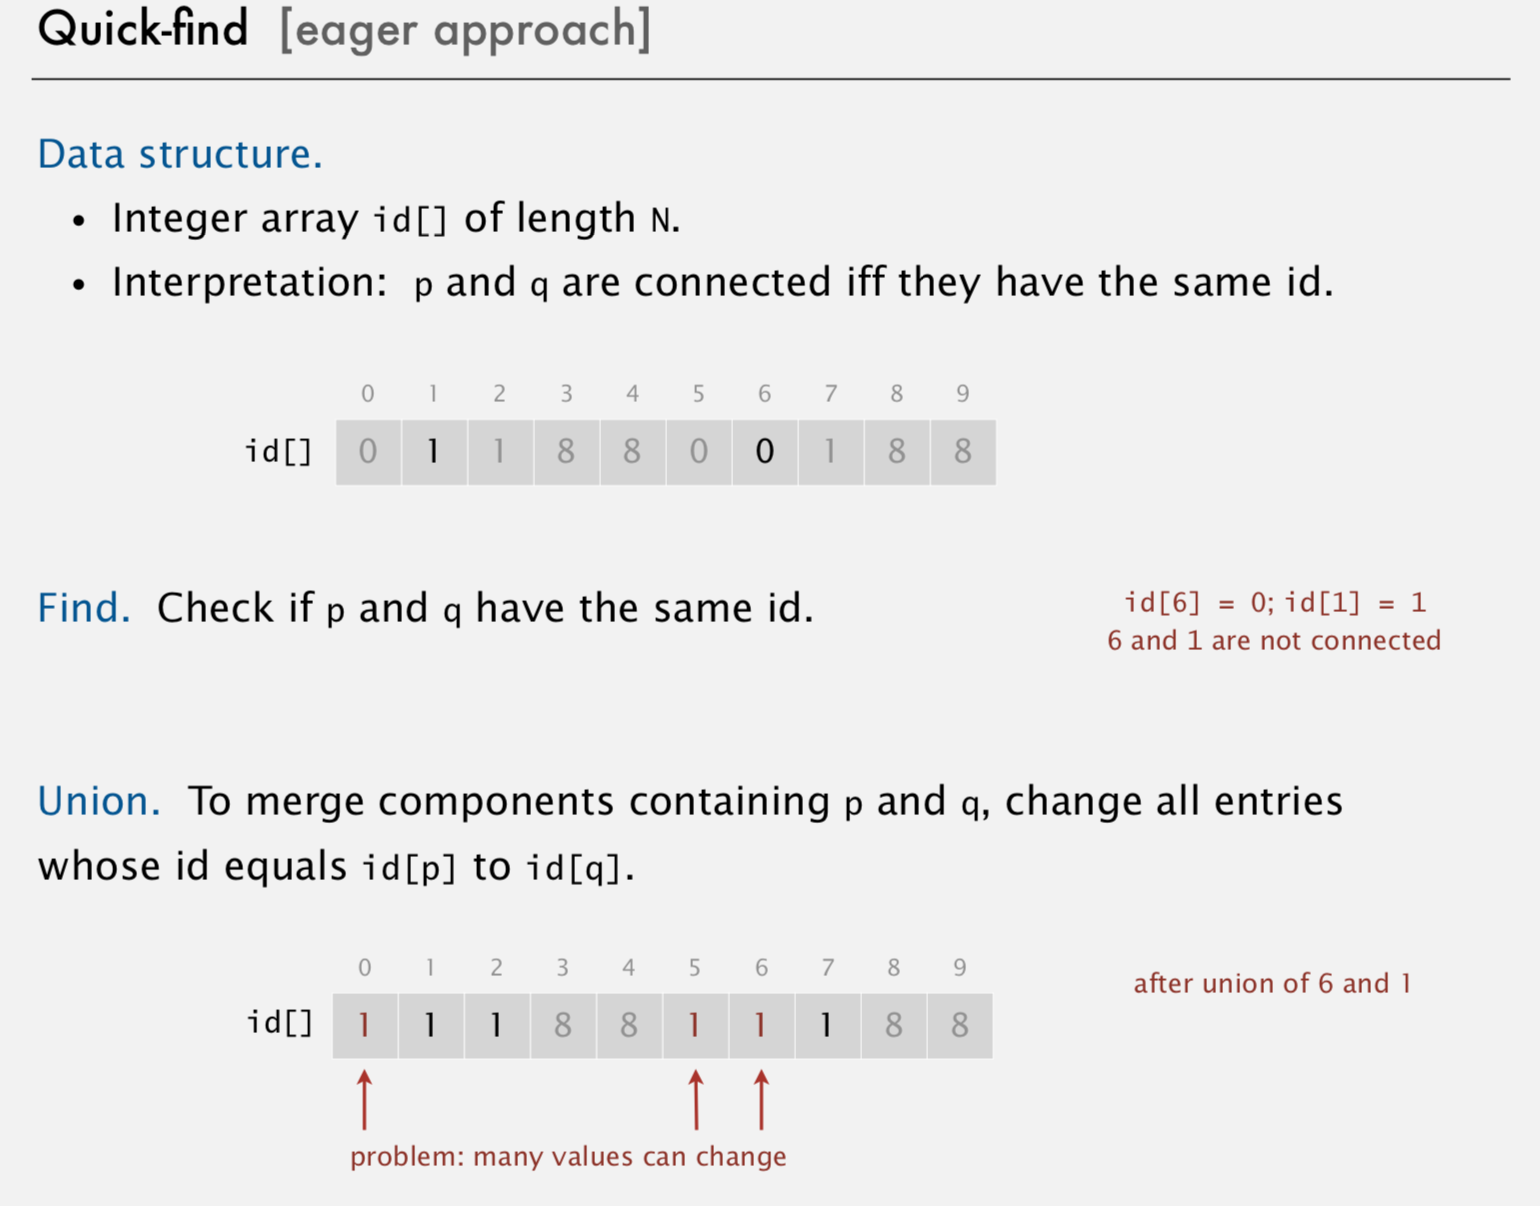 Quick-find [eager approach]
Data structure.
• Integer array id[] of length N.
• Interpretation: p and q are connected iff they have the same id.
0 1 2 3 4 5 6 7 8 9
id[] 0 1 1 8 8 0 0 1 8 8
Find. Check if p and q have the same id.
id[6] = 0; id[1] = 1
6 and 1 are not connected
Union. To merge components containing p and q, change all entries
whose id equals id[p] to id[q].
0 1 2 3 4 5 6 7 8 9
after union of 6 and 1
id[] 1 1 1 8 8 1 1 1 8 8
problem: many values can change